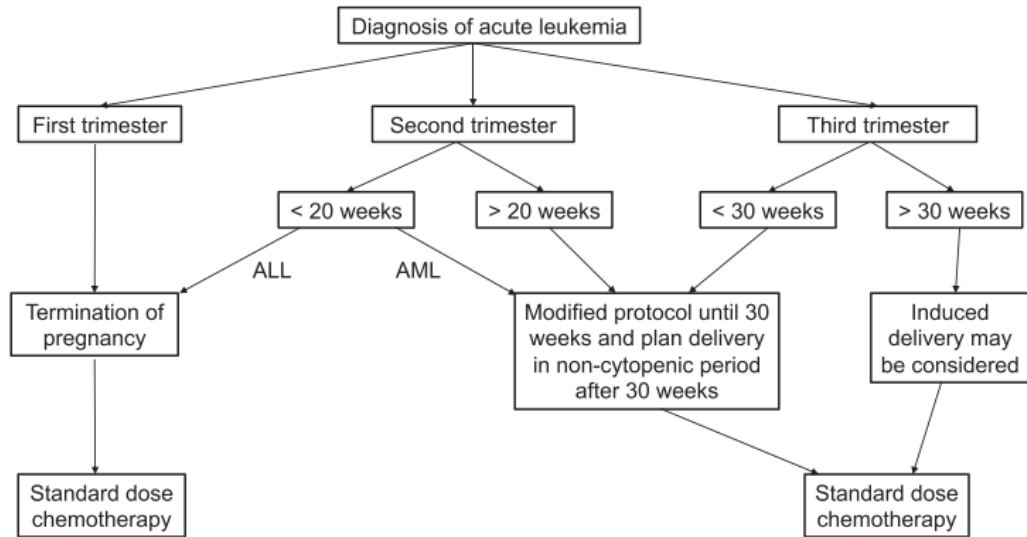 Diagnosis of acute leukemia
First trimester
Second trimester
Third trimester
< 20 weeks
> 20 weeks
< 30 weeks
> 30 weeks
ALL
AML
Termination of
pregnancy
Modified protocol until 30
weeks and plan delivery
in non-cytopenic period
after 30 weeks
Induced
delivery may
be considered
Standard dose
chemotherapy
Standard dose
chemotherapy